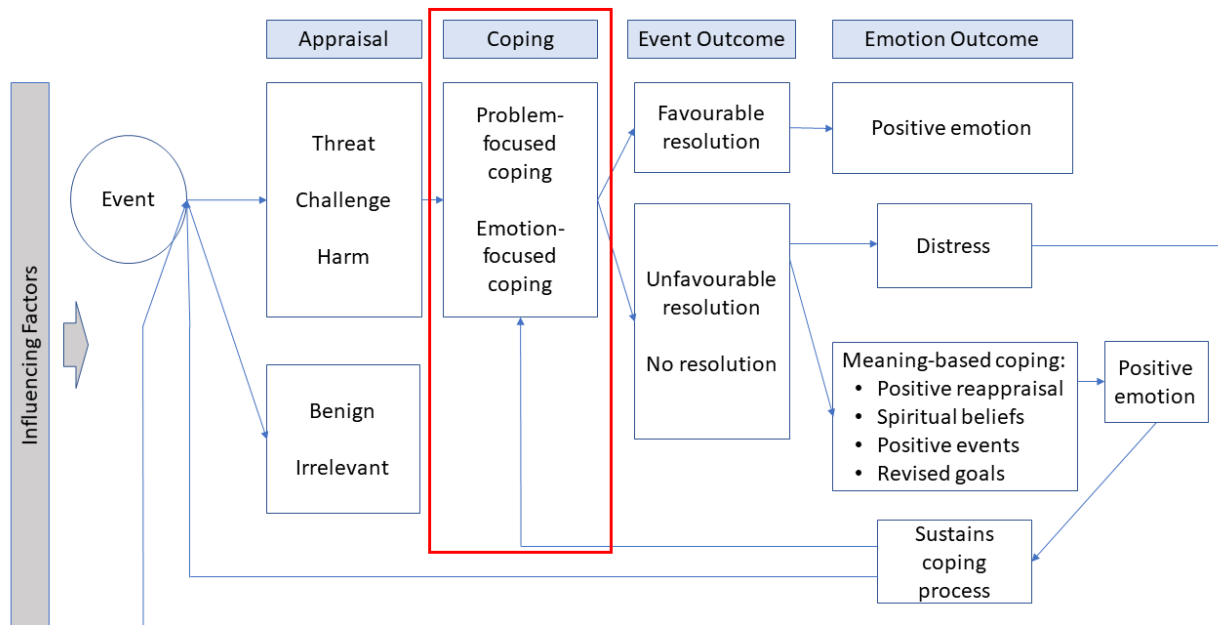 Appraisal
Coping
Event Outcome
Emotion Outcome
Influencing Factors
Event
Threat
Challenge
Harm
Benign
Irrelevant
Problem-
focused
coping
Emotion-
focused
coping
Favourable
resolution
Unfavourable
resolution
No resolution
Positive emotion
Distress
Meaning-based coping:
• Positive reappraisal
• Spiritual beliefs
• Positive events
• Revised goals
Positive
emotion
Sustains
coping
process